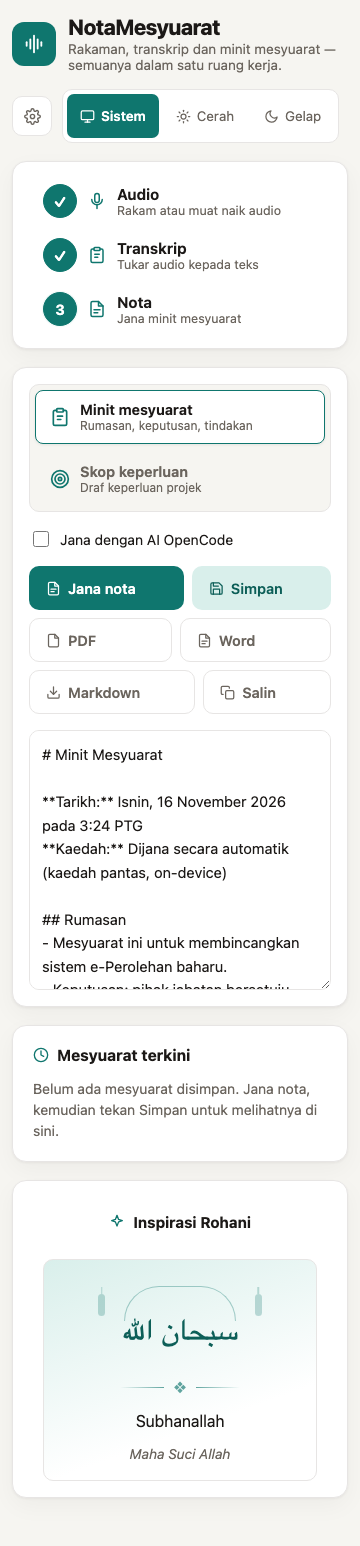 NotaMesyuarat
Rakaman, transkrip dan minit mesyuarat —
semuanya dalam satu ruang kerja.
Sistem
Cerah
Gelap
Audio
Rakam atau muat naik audio
Transkrip
Tukar audio kepada teks
3
Nota
Jana minit mesyuarat
Minit mesyuarat
Rumusan, keputusan, tindakan
Skop keperluan
Draf keperluan projek
Jana dengan AI OpenCode
Jana nota
Simpan
PDF
Word
Markdown
Salin
# Minit Mesyuarat
**Tarikh:** Isnin, 16 November 2026
pada 3:24 PTG
**Kaedah:** Dijana secara automatik
(kaedah pantas, on-device)
## Rumusan
- Mesyuarat ini untuk membincangkan
sistem e-Perolehan baharu.
- Keputusan: pihak jabatan bersetuju
Mesyuarat terkini
Belum ada mesyuarat disimpan. Jana nota,
kemudian tekan Simpan untuk melihatnya di
sini.
Inspirasi Rohani
سبحان الله
Subhanallah
Maha Suci Allah